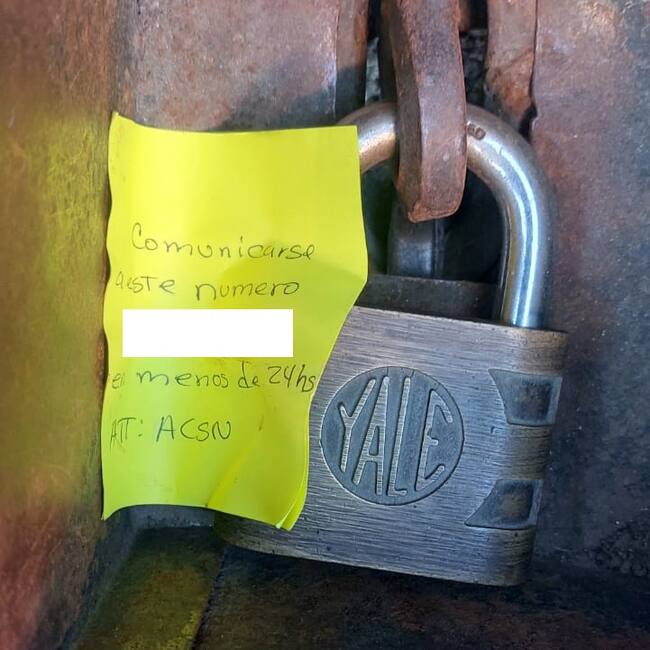 Comunicarse
a este numero
en menos de 24hs
ATT: ACSN
YALE